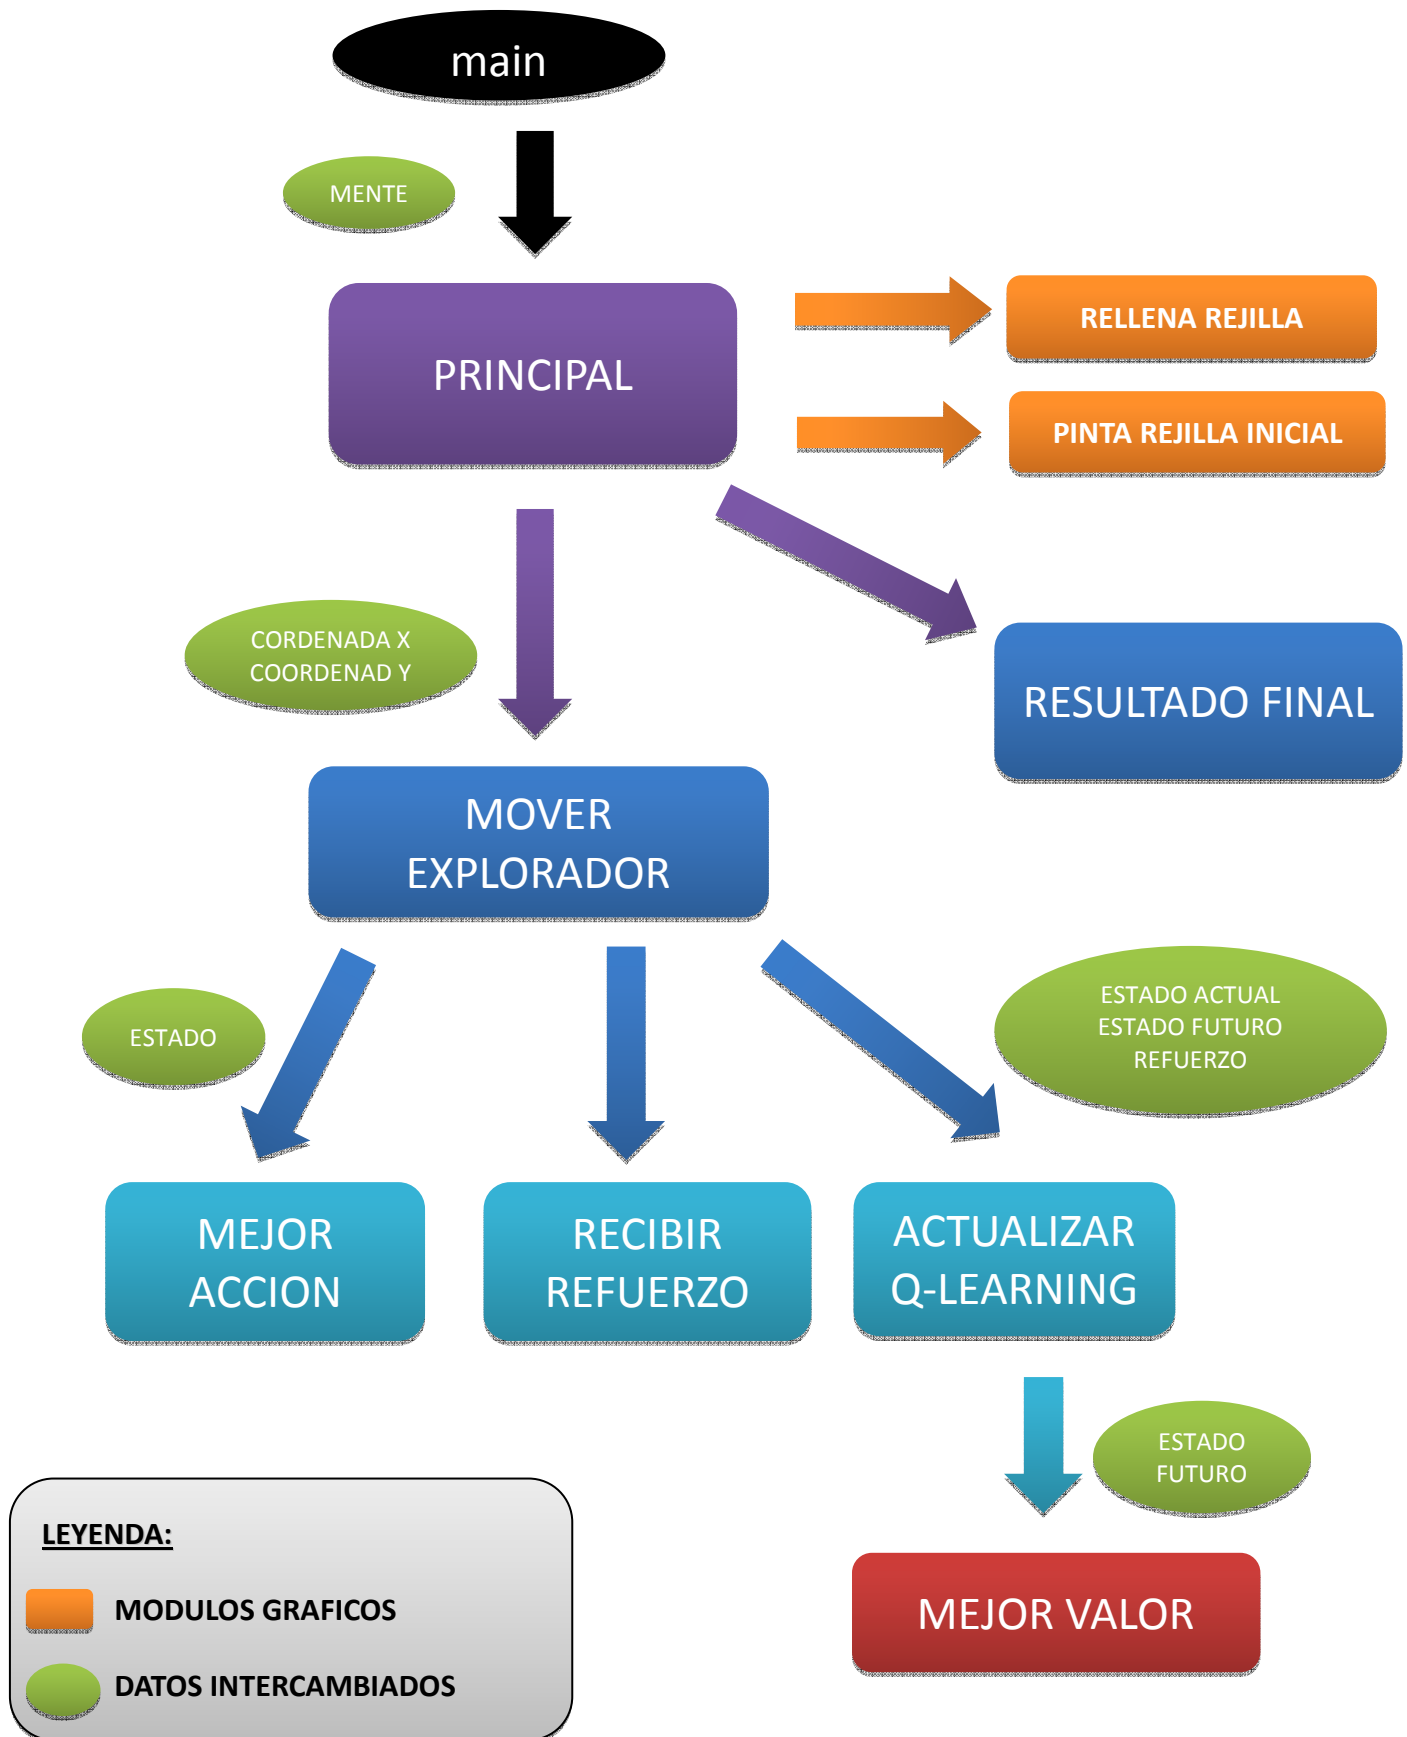 main
MENTE
PRINCIPAL
RELLENA REJILLA
PINTA REJILLA INICIAL
CORDENADA X
COORDENAD Y
RESULTADO FINAL
MOVER
EXPLORADOR
ESTADO
ESTADO ACTUAL
ESTADO FUTURO
REFUERZO
MEJOR
ACCION
RECIBIR
REFUERZO
ACTUALIZAR
Q-LEARNING
ESTADO
FUTURO
MEJOR VALOR
LEYENDA:
MODULOS GRAFICOS
DATOS INTERCAMBIADOS